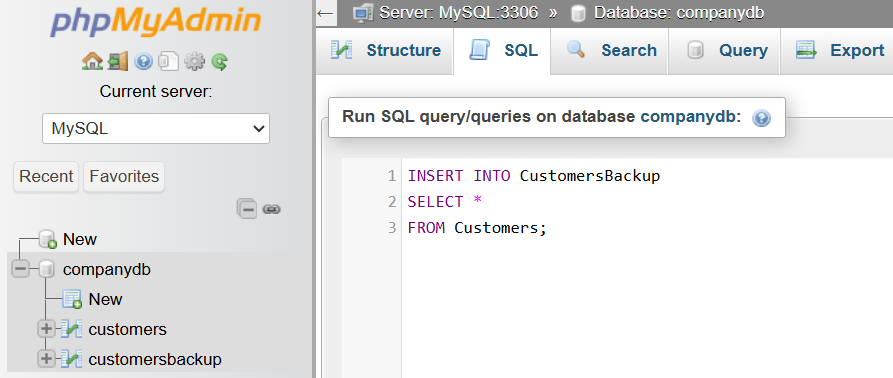 phpMyAdmin
Current server:
MySQL
Recent Favorites
New
companydb
New
customers
customersbackup
Server: MySQL:3306 » Database: companydb
Structure SQL Search Query Export
Run SQL query/queries on database companydb:
1 INSERT INTO CustomersBackup
2 SELECT *
3 FROM Customers;